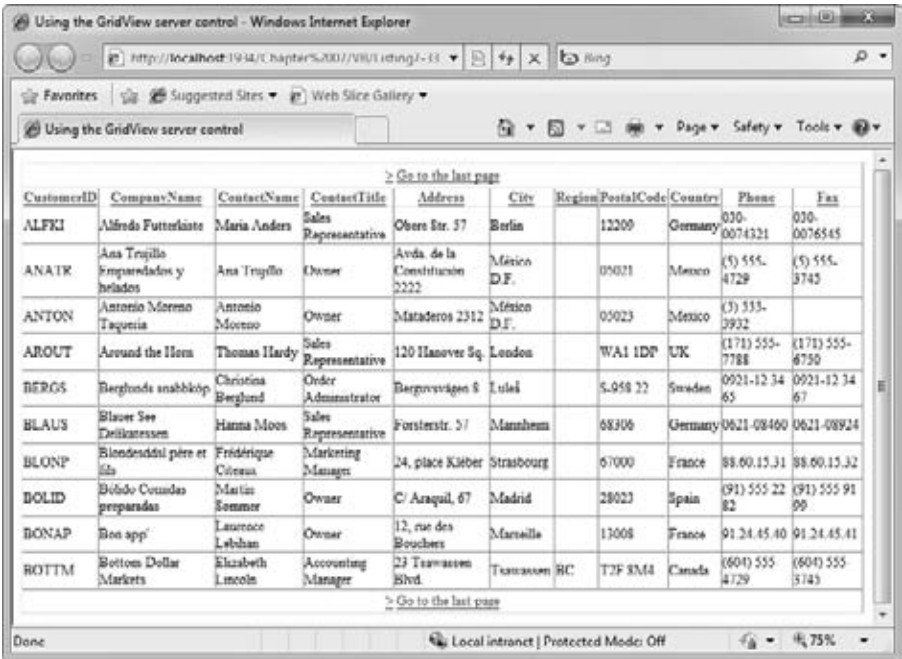 Using the GridView server control - Windows Internet Explorer
Bing
Favorites Suggested Sites Web Slice Gallery
Using the GridView server control
Page Safety Tools
> Go to the last page
CustomerID CompanyName ContactName ContactTitle Address City Region PostalCode Country Phone Fax
ALFKI Alfreds Futterkiste Maria Anders Sales Representative Obere Str. 57 Berlin 12209 Germany 030-0074321 030-0076545
ANATR Ana Trujillo Emparedados y helados Ana Trujillo Owner Avda. de la Constitución 2222 México D.F. 05021 Mexico (5) 555-4729 (5) 555-3745
ANTON Antonio Moreno Taquería Antonio Moreno Owner Mataderos 2312 México D.F. 05023 Mexico (5) 555-3932
AROUT Around the Horn Thomas Hardy Sales Representative 120 Hanover Sq. London WA1 1DP UK (171) 555-7788 (171) 555-6750
BERGS Berglunds snabbköp Christina Berglund Order Administrator Berguvsvägen 8 Luleå S-958 22 Sweden 0921-12 34 65 0921-12 34 67
BLAUS Blauer See Delikatessen Hanna Moos Sales Representative Forsterstr. 57 Mannheim 68306 Germany 0621-08460 0621-08924
BLONP Blondesddsl père et fils Frédérique Citeaux Marketing Manager 24, place Kléber Strasbourg 67000 France 88.60.15.31 88.60.15.32
BOLID Bólido Comidas preparadas Martín Sommer Owner C/ Araquil, 67 Madrid 28023 Spain (91) 555 22 82 (91) 555 91 99
BONAP Bon app' Laurence Lebihan Owner 12, rue des Bouchers Marseille 13008 France 91.24.45.40 91.24.45.41
BOTTM Bottom-Dollar Markets Elizabeth Lincoln Accounting Manager 23 Tsawassen Blvd. Tsawassen BC T2F 8M4 Canada (604) 555-4729 (604) 555-3745
> Go to the last page
Done Local intranet | Protected Mode: Off 75%